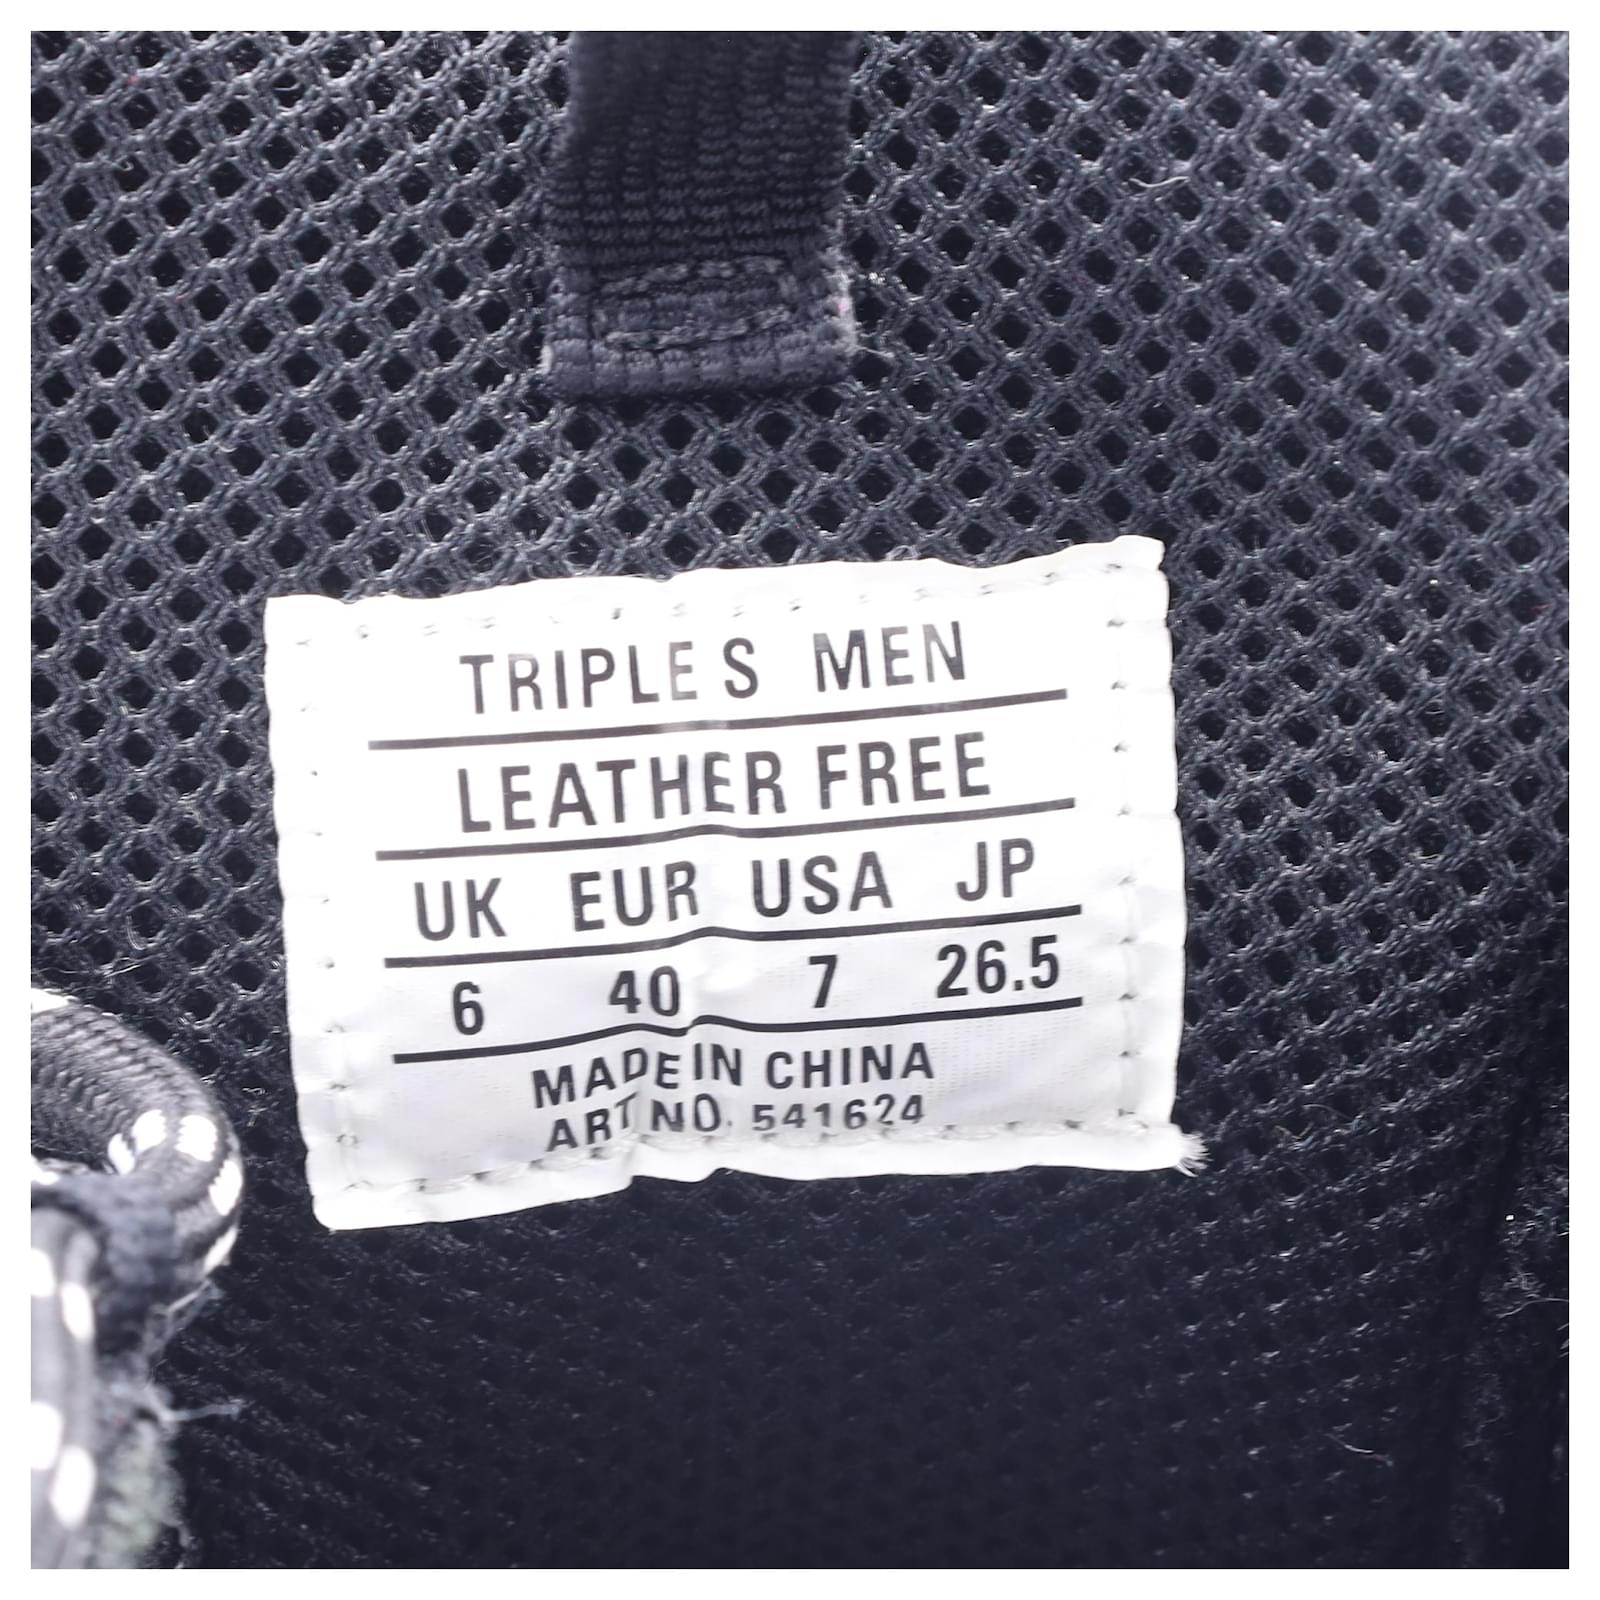 TRIPLE S MEN
LEATHER FREE
UK EUR USA JP
6 40 7 26.5
MADE IN CHINA
ART NO. 541624